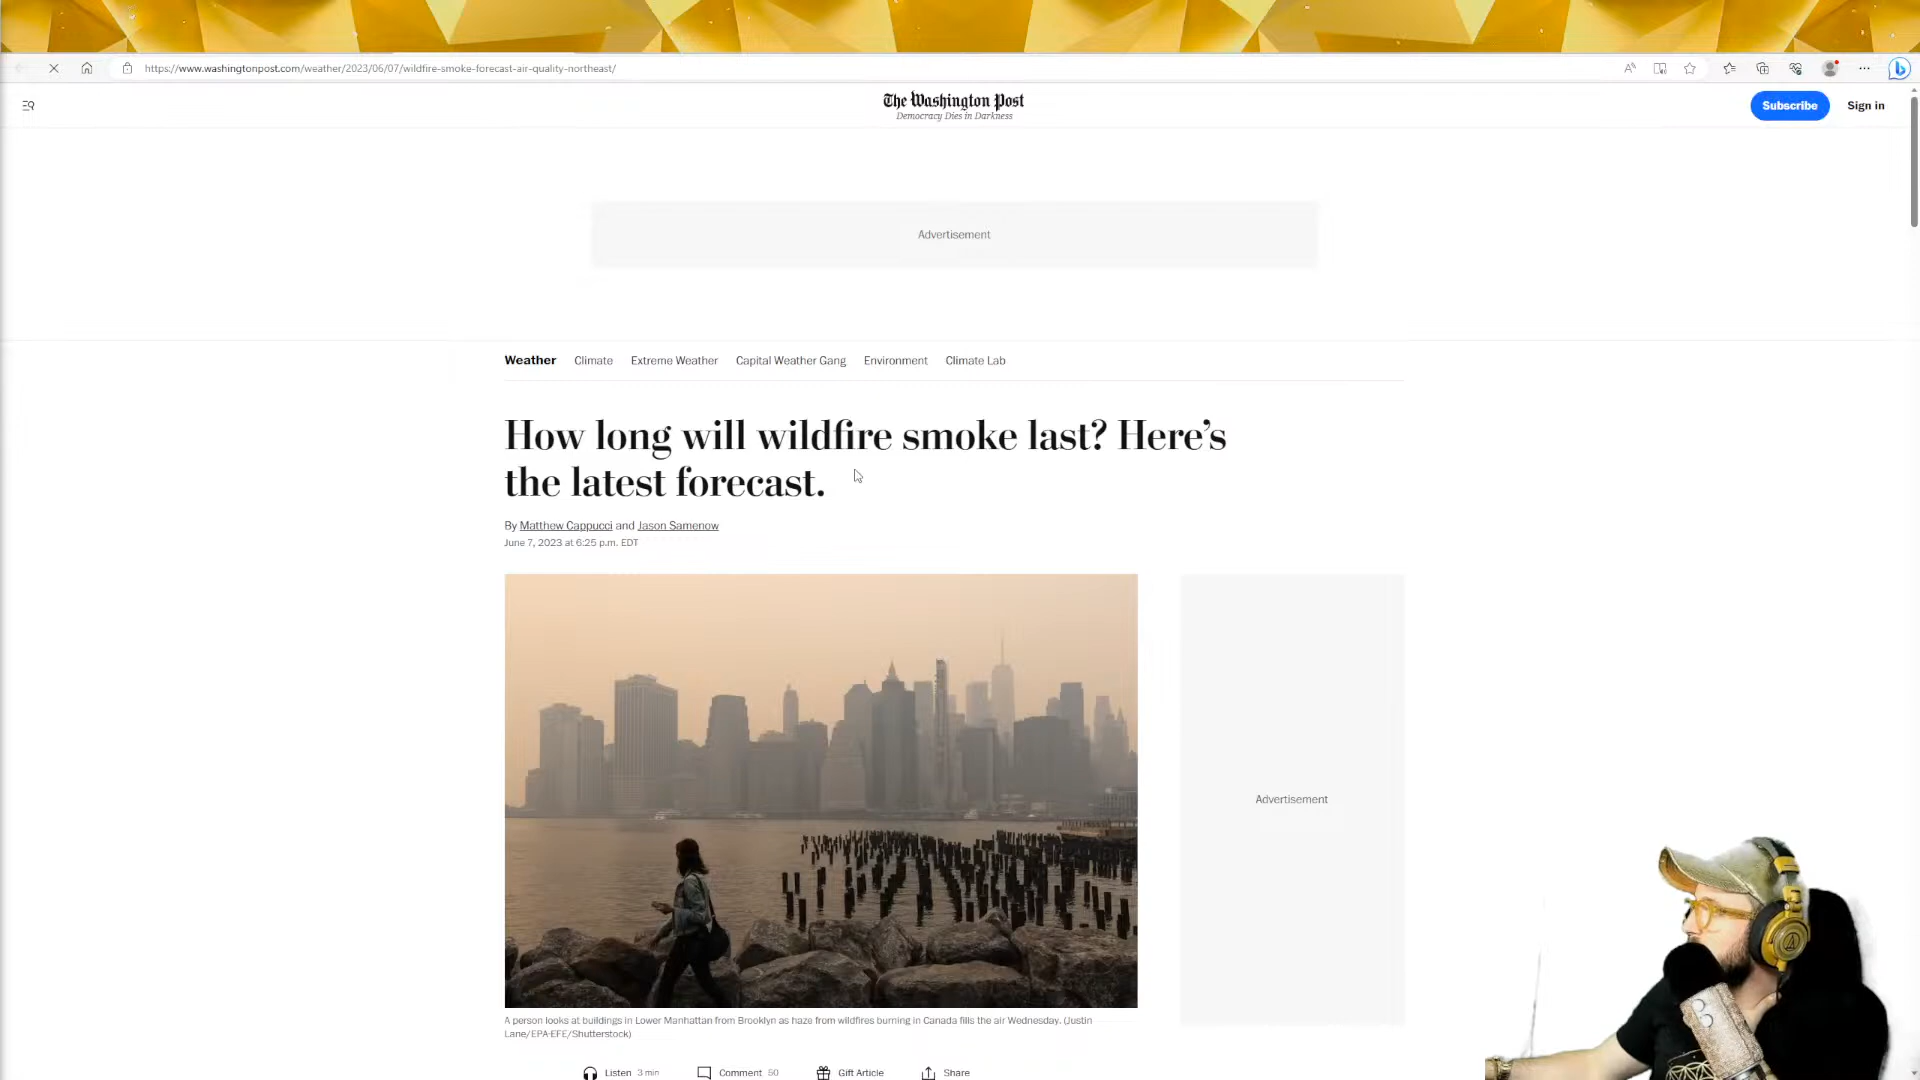 https://www.washingtonpost.com/weather/2023/06/07/wildfire-smoke-forecast-air-quality-northeast/
The Washington Post
Democracy Dies in Darkness
Subscribe
Sign in
Advertisement
Weather Climate Extreme Weather Capital Weather Gang Environment Climate Lab
How long will wildfire smoke last? Here’s
the latest forecast.
By Matthew Cappucci and Jason Samenow
June 7, 2023 at 6:25 p.m. EDT
Advertisement
A person looks at buildings in Lower Manhattan from Brooklyn as haze from wildfires burning in Canada fills the air Wednesday. (Justin
Lane/EPA-EFE/Shutterstock)
Listen 3 min Comment 50 Gift Article Share